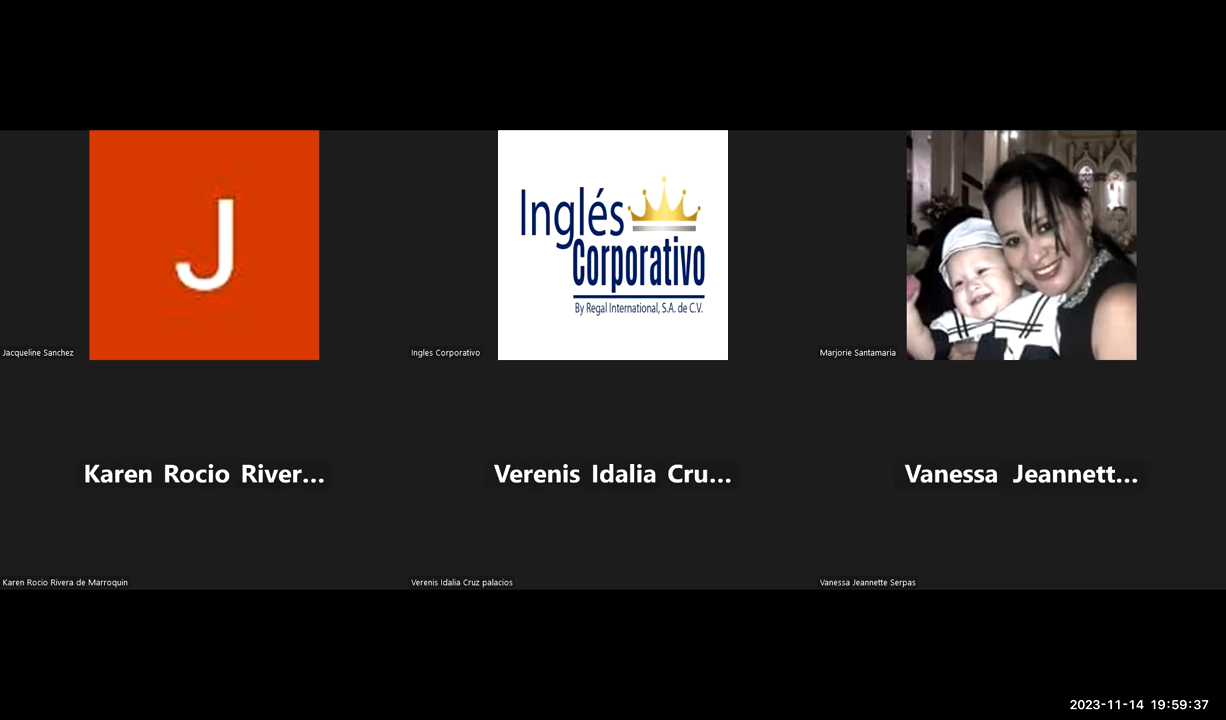 J
Inglés
Corporativo
By Regal International, S.A. de C.V.
Jacqueline Sanchez
Ingles Corporativo
Marjorie Santamaria
Karen Rocio River...
Verenis Idalia Cru...
Vanessa Jeannett...
Karen Rocio Rivera de Marroquin
Verenis Idalia Cruz palacios
Vanessa Jeannette Serpas
2023-11-14 19:59:37